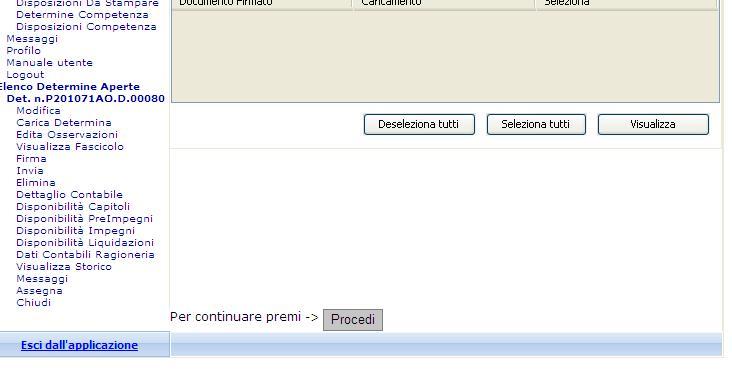 Disposizioni Da Stampare
Determine Competenza
Disposizioni Competenza
Messaggi
Profilo
Manuale utente
Logout
Elenco Determine Aperte
Det. n.P201071AO.D.00080
Modifica
Carica Determina
Edita Osservazioni
Visualizza Fascicolo
Firma
Invia
Elimina
Dettaglio Contabile
Disponibilità Capitoli
Disponibilità PreImpegni
Disponibilità Impegni
Disponibilità Liquidazioni
Dati Contabili Ragioneria
Visualizza Storico
Messaggi
Assegna
Chiudi
Esci dall'applicazione
Documento Firmato Caricamento Seleziona
Deseleziona tutti Seleziona tutti Visualizza
Per continuare premi -> Procedi